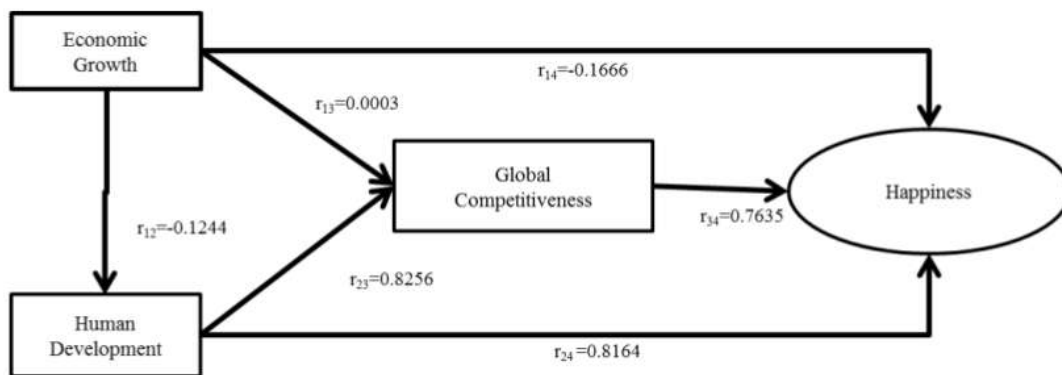 Economic
Growth
r₁₄=-0.1666
r₁₃=0.0003
Global
Competitiveness
Happiness
r₃₄=0.7635
r₁₂=-0.1244
r₂₃=0.8256
Human
Development
r₂₄=0.8164